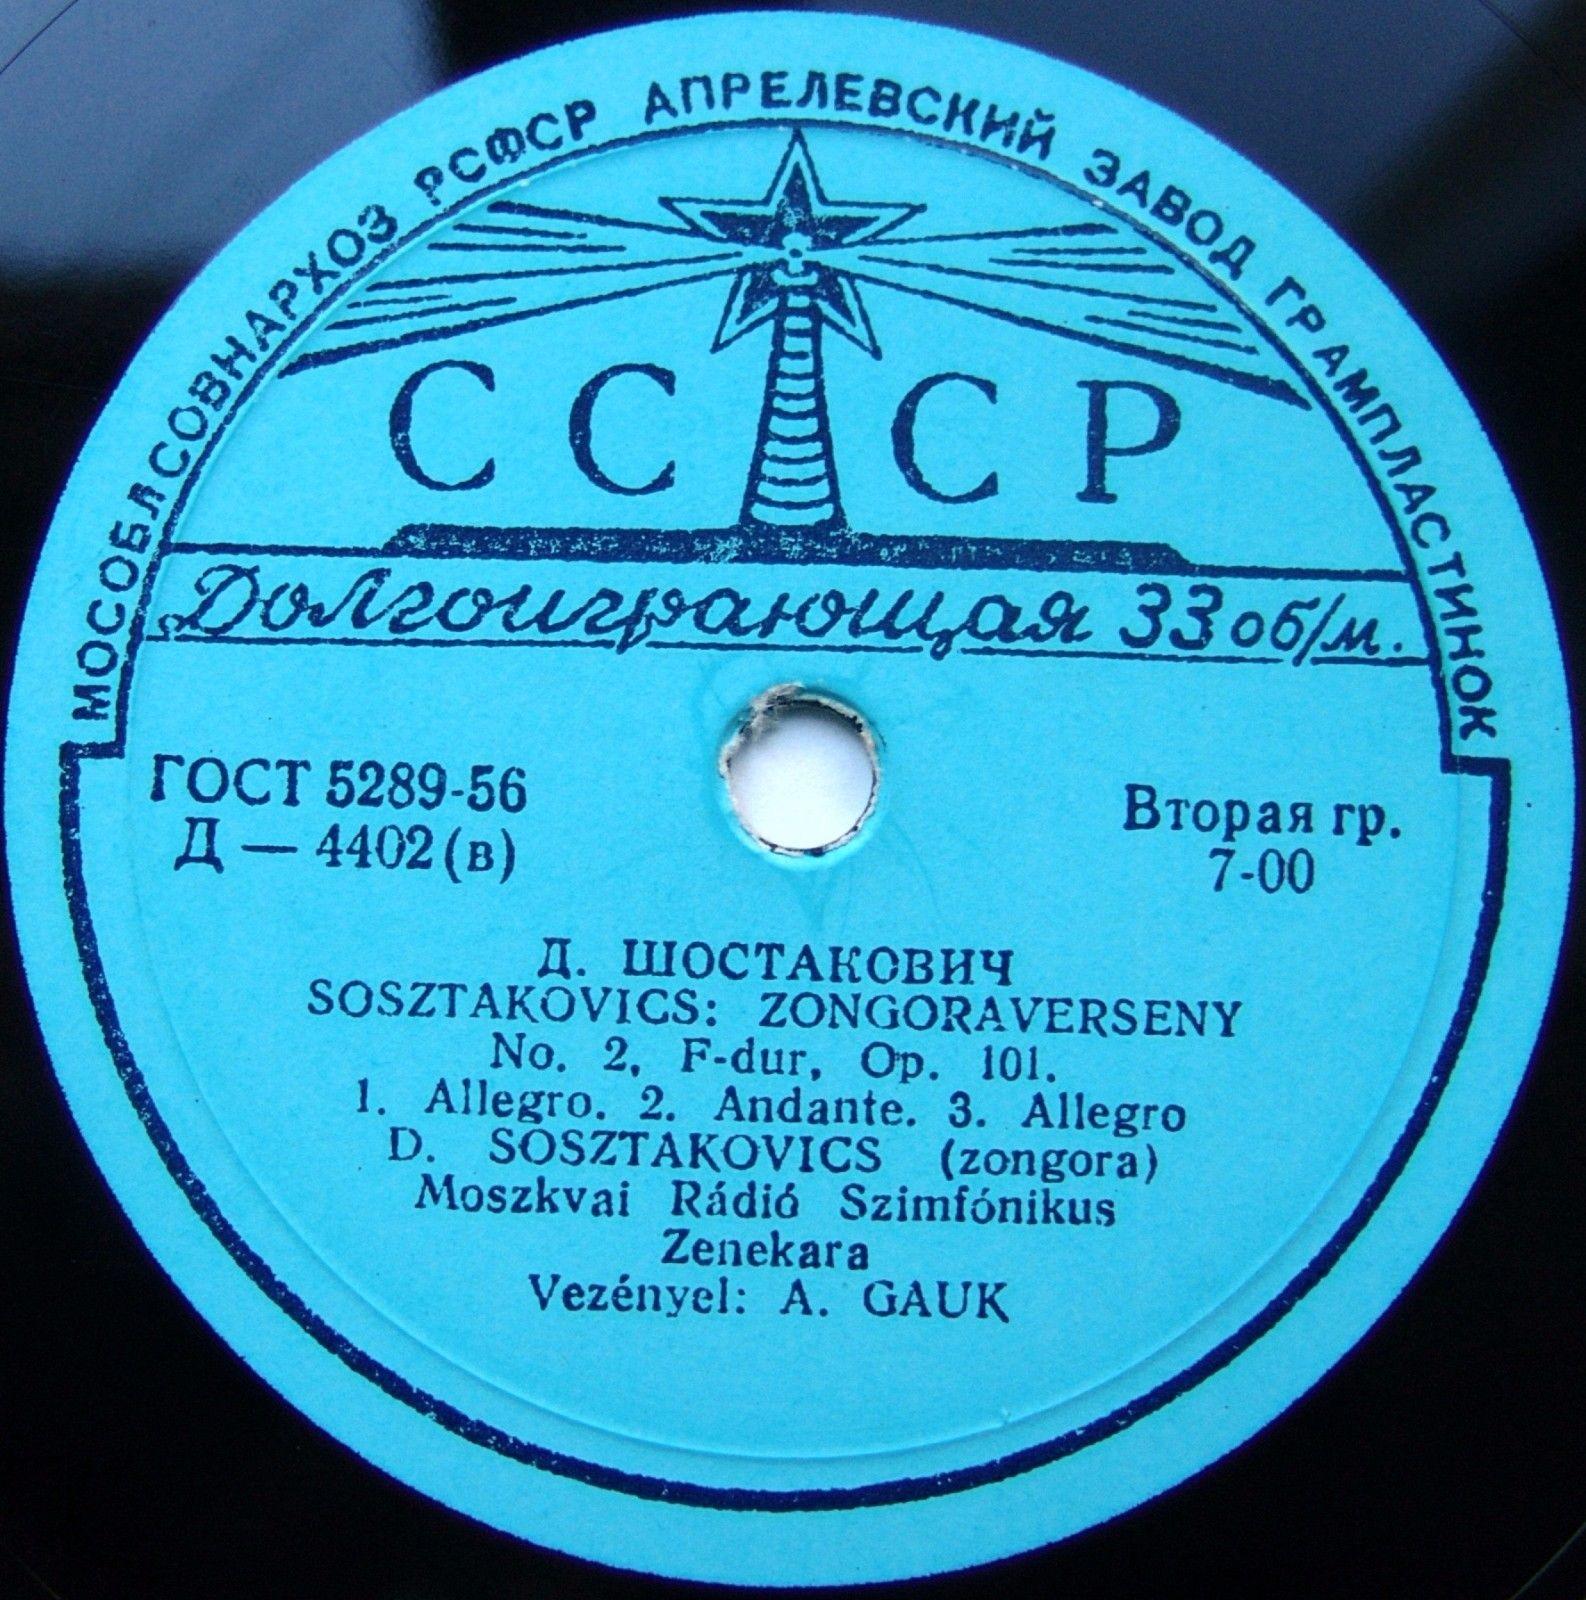 МОСОБЛСОВНАРХОЗ РСФСР АПРЕЛЕВСКИЙ ЗАВОД ГРАМПЛАСТИНОК
СССР
Долгоиграющая 33 об/м.
ГОСТ 5289-56
Д — 4402 (в)
Вторая гр.
7-00
Д. ШОСТАКОВИЧ
SOSZTAKOVICS: ZONGORAVERSENY
No. 2, F-dur, Op. 101.
1. Allegro. 2. Andante. 3. Allegro
D. SOSZTAKOVICS (zongora)
Moszkvai Rádió Szimfónikus
Zenekara
Vezényel: A. GAUK